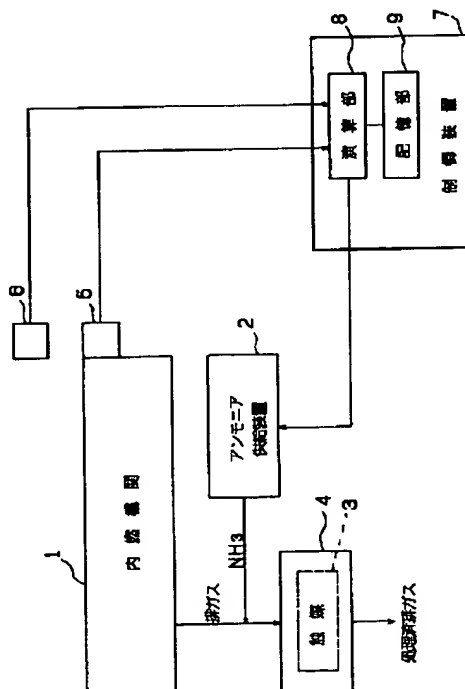 1
内燃機関
6
5
排ガス
NH3
2
アンモニア
供給装置
4
3
触媒
処理済排ガス
8
演算部
9
記憶部
7
制御装置